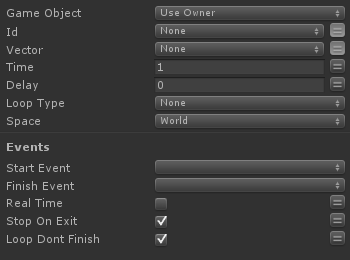 Game Object Use Owner
Id None
Vector None
Time 1
Delay 0
Loop Type None
Space World
Events
Start Event
Finish Event
Real Time
Stop On Exit
Loop Dont Finish